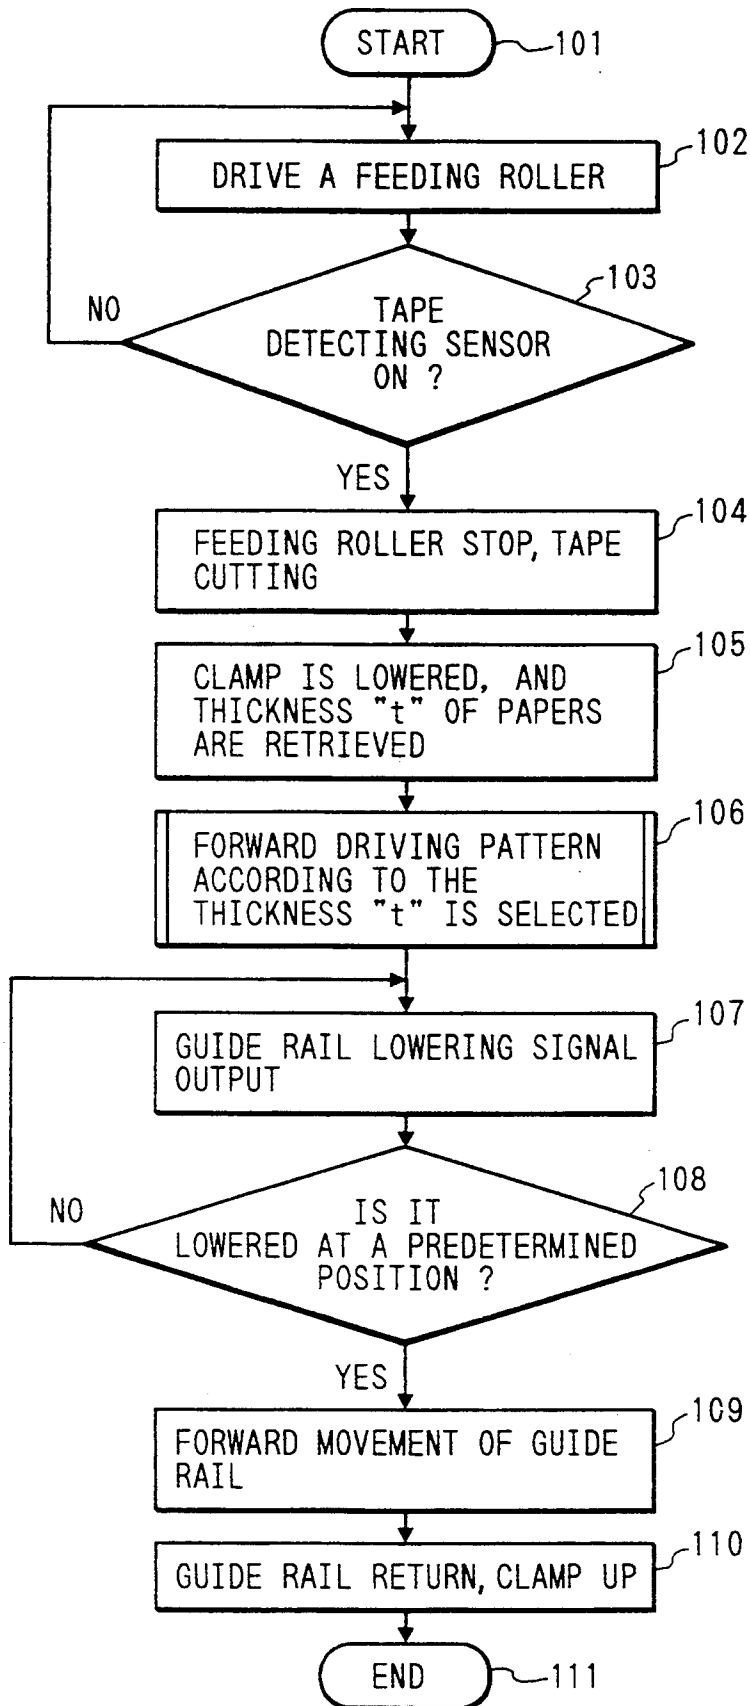 START
101
DRIVE A FEEDING ROLLER
102
TAPE
DETECTING SENSOR
ON ?
103
NO
YES
FEEDING ROLLER STOP, TAPE
CUTTING
104
CLAMP IS LOWERED, AND
THICKNESS "t" OF PAPERS
ARE RETRIEVED
105
FORWARD DRIVING PATTERN
ACCORDING TO THE
THICKNESS "t" IS SELECTED
106
GUIDE RAIL LOWERING SIGNAL
OUTPUT
107
IS IT
LOWERED AT A PREDETERMINED
POSITION ?
108
NO
YES
FORWARD MOVEMENT OF GUIDE
RAIL
109
GUIDE RAIL RETURN, CLAMP UP
110
END
111